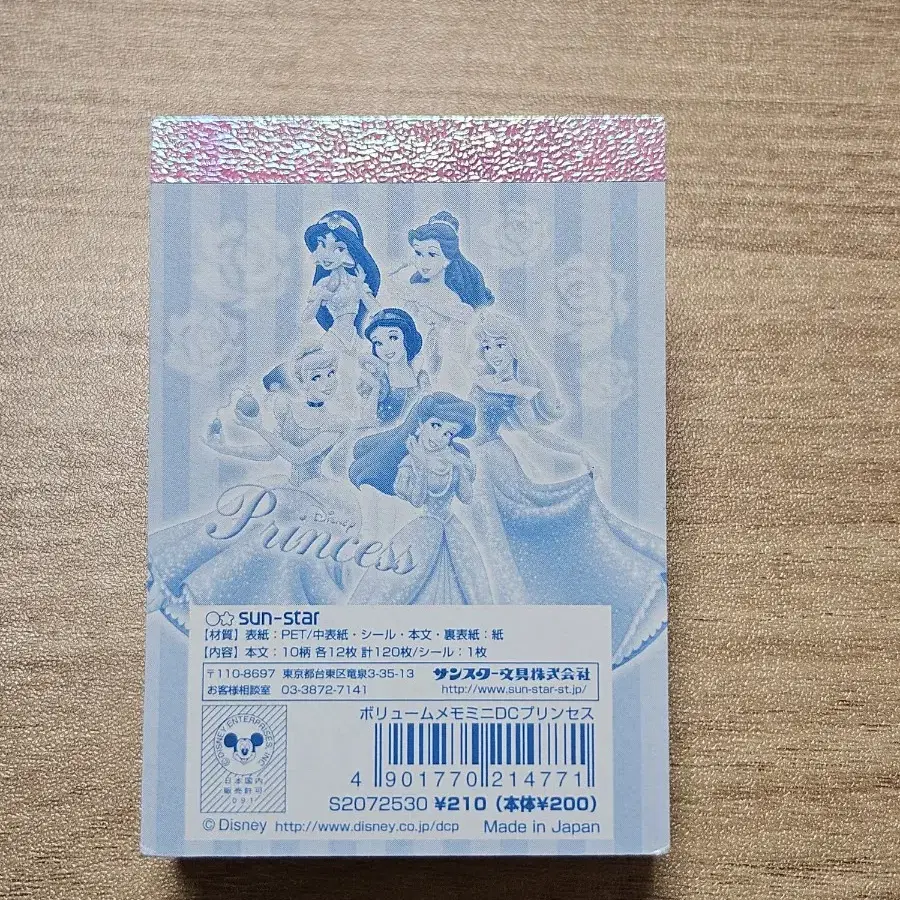 Disney
Princess
sun-star
【材質】表紙：PET/中表紙・シール・本文・裏表紙：紙
【内容】本文：10柄 各12枚 計120枚/シール：1枚
〒110-8697 東京都台東区竜泉3-35-13 サンスター文具株式会社
お客様相談室 03-3872-7141 http://www.sun-star-st.jp/
ボリュームメモミニDCプリンセス
©DISNEY ENTERPRISES, INC.
日本国内
販売許可
091
4 901770 214771
S2072530 ¥210（本体¥200）
© Disney http://www.disney.co.jp/dcp Made in Japan